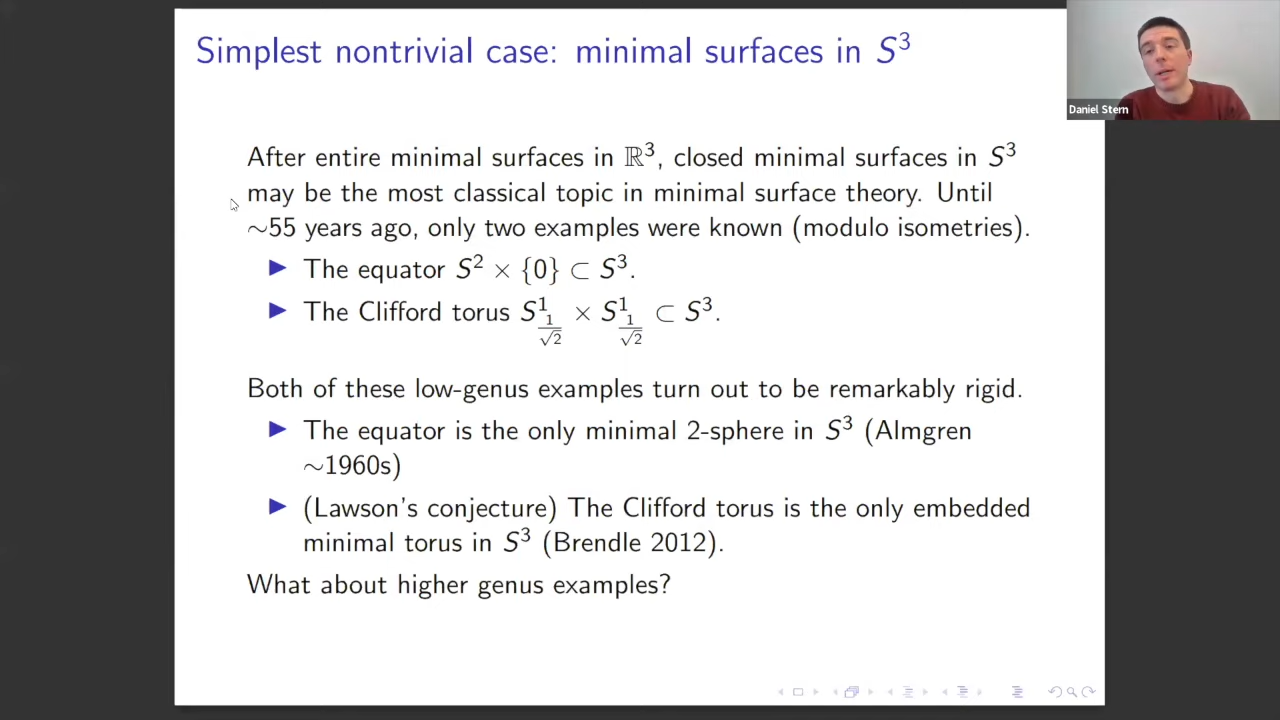 Simplest nontrivial case: minimal surfaces in S³
Daniel Stern
After entire minimal surfaces in ℝ³, closed minimal surfaces in S³
may be the most classical topic in minimal surface theory. Until
∼55 years ago, only two examples were known (modulo isometries).
▶ The equator S² × {0} ⊂ S³.
▶ The Clifford torus S¹_{1/√2} × S¹_{1/√2} ⊂ S³.
Both of these low-genus examples turn out to be remarkably rigid.
▶ The equator is the only minimal 2-sphere in S³ (Almgren
∼1960s)
▶ (Lawson's conjecture) The Clifford torus is the only embedded
minimal torus in S³ (Brendle 2012).
What about higher genus examples?